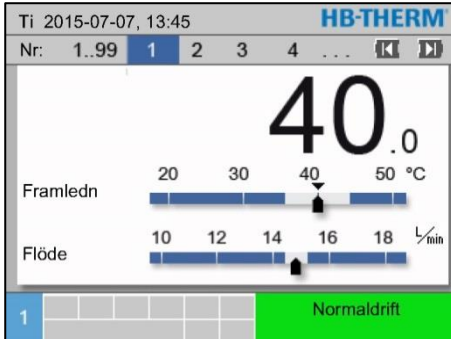 Ti 2015-07-07, 13:45 HB-THERM
Nr: 1..99 1 2 3 4 ...
40.0
20 30 40 50 °C
Framledn
10 12 14 16 18 L/min
Flöde
1 Normaldrift